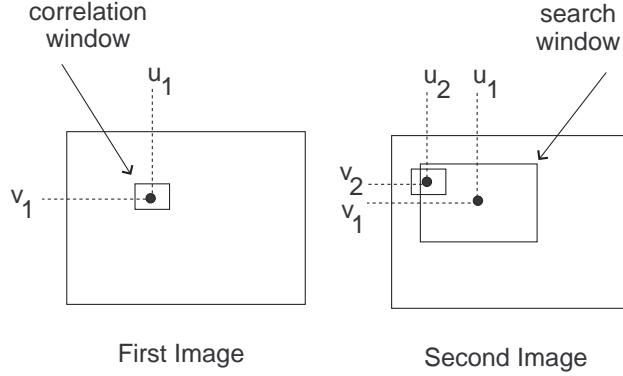 correlation
window
search
window
u1
u2
u1
v1
v2
v1
First Image
Second Image